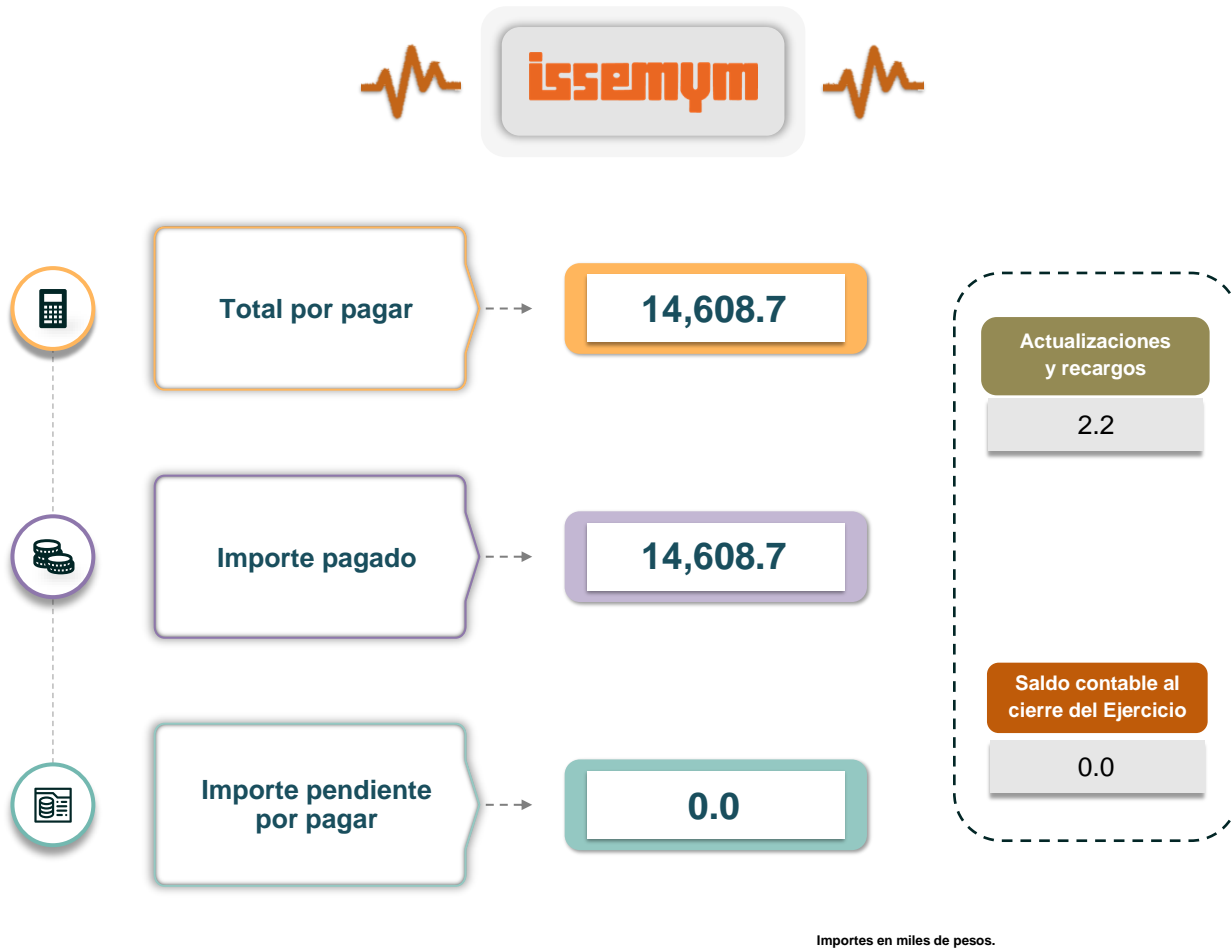 issemym
Total por pagar
14,608.7
Actualizaciones
y recargos
2.2
Importe pagado
14,608.7
Saldo contable al
cierre del Ejercicio
0.0
Importe pendiente
por pagar
0.0
Importes en miles de pesos.